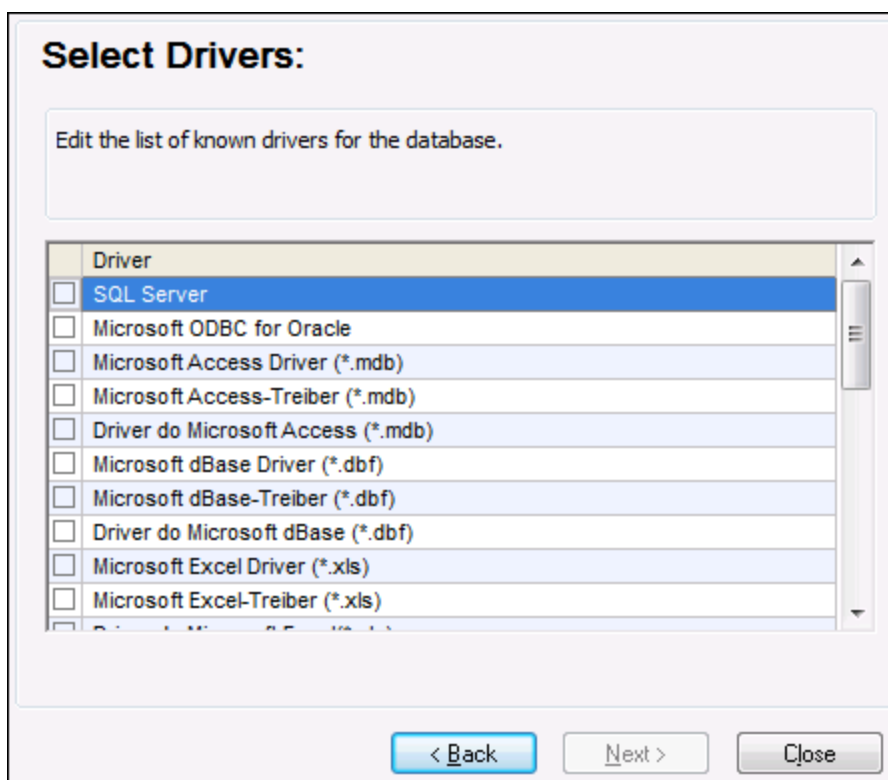 Select Drivers:
Edit the list of known drivers for the database.
Driver
SQL Server
Microsoft ODBC for Oracle
Microsoft Access Driver (*.mdb)
Microsoft Access-Treiber (*.mdb)
Driver do Microsoft Access (*.mdb)
Microsoft dBase Driver (*.dbf)
Microsoft dBase-Treiber (*.dbf)
Driver do Microsoft dBase (*.dbf)
Microsoft Excel Driver (*.xls)
Microsoft Excel-Treiber (*.xls)
< Back Next > Close